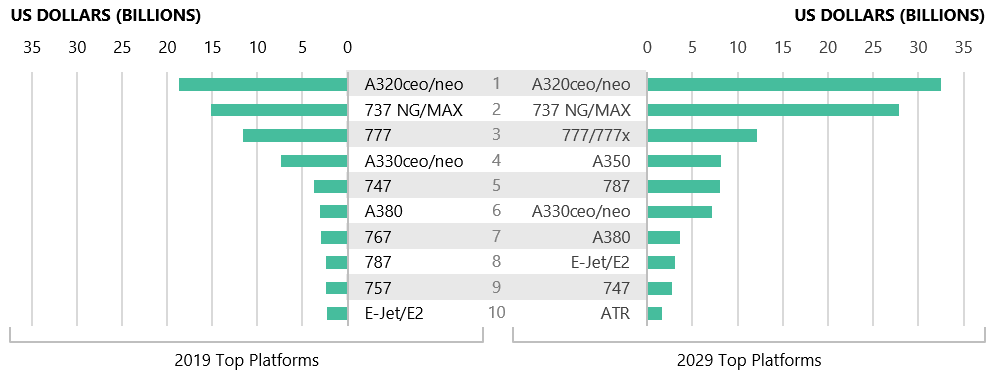 US DOLLARS (BILLIONS) US DOLLARS (BILLIONS)
35 30 25 20 15 10 5 0 0 5 10 15 20 25 30 35
A320ceo/neo 1 A320ceo/neo
737 NG/MAX 2 737 NG/MAX
777 3 777/777x
A330ceo/neo 4 A350
747 5 787
A380 6 A330ceo/neo
767 7 A380
787 8 E-Jet/E2
757 9 747
E-Jet/E2 10 ATR
2019 Top Platforms 2029 Top Platforms